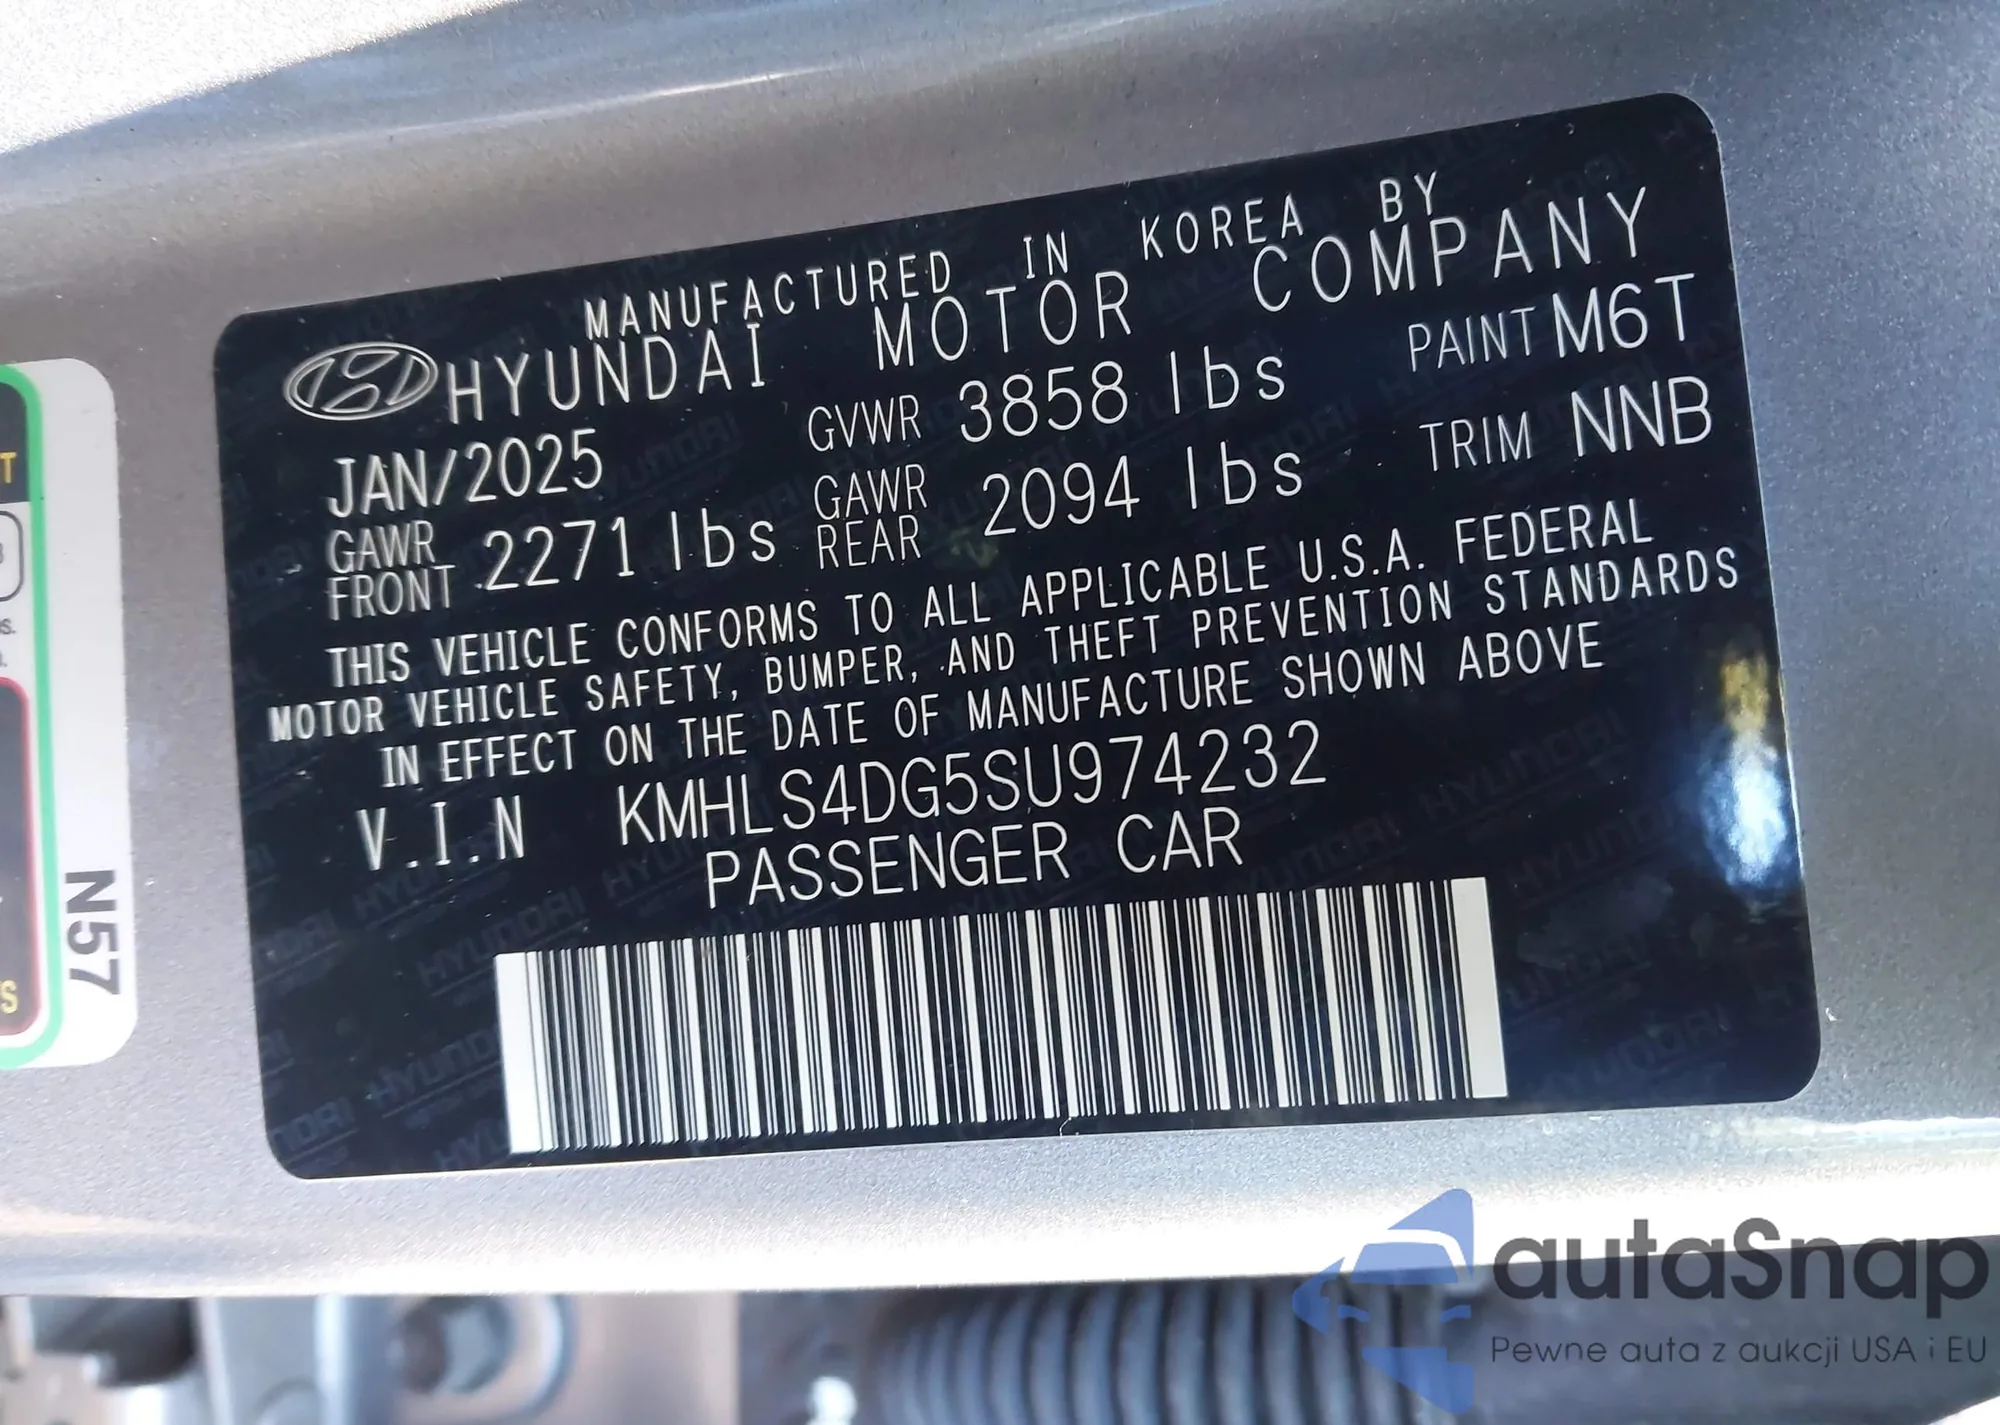 MANUFACTURED IN KOREA BY
HYUNDAI MOTOR COMPANY
JAN/2025 GVWR 3858 lbs PAINT M6T
GAWR FRONT 2271 lbs GAWR REAR 2094 lbs TRIM NNB
THIS VEHICLE CONFORMS TO ALL APPLICABLE U.S.A. FEDERAL
MOTOR VEHICLE SAFETY, BUMPER, AND THEFT PREVENTION STANDARDS
IN EFFECT ON THE DATE OF MANUFACTURE SHOWN ABOVE
V.I.N KMHLS4DG5SU974232
PASSENGER CAR
N57
autaSnap
Pewne auta z aukcji USA i EU